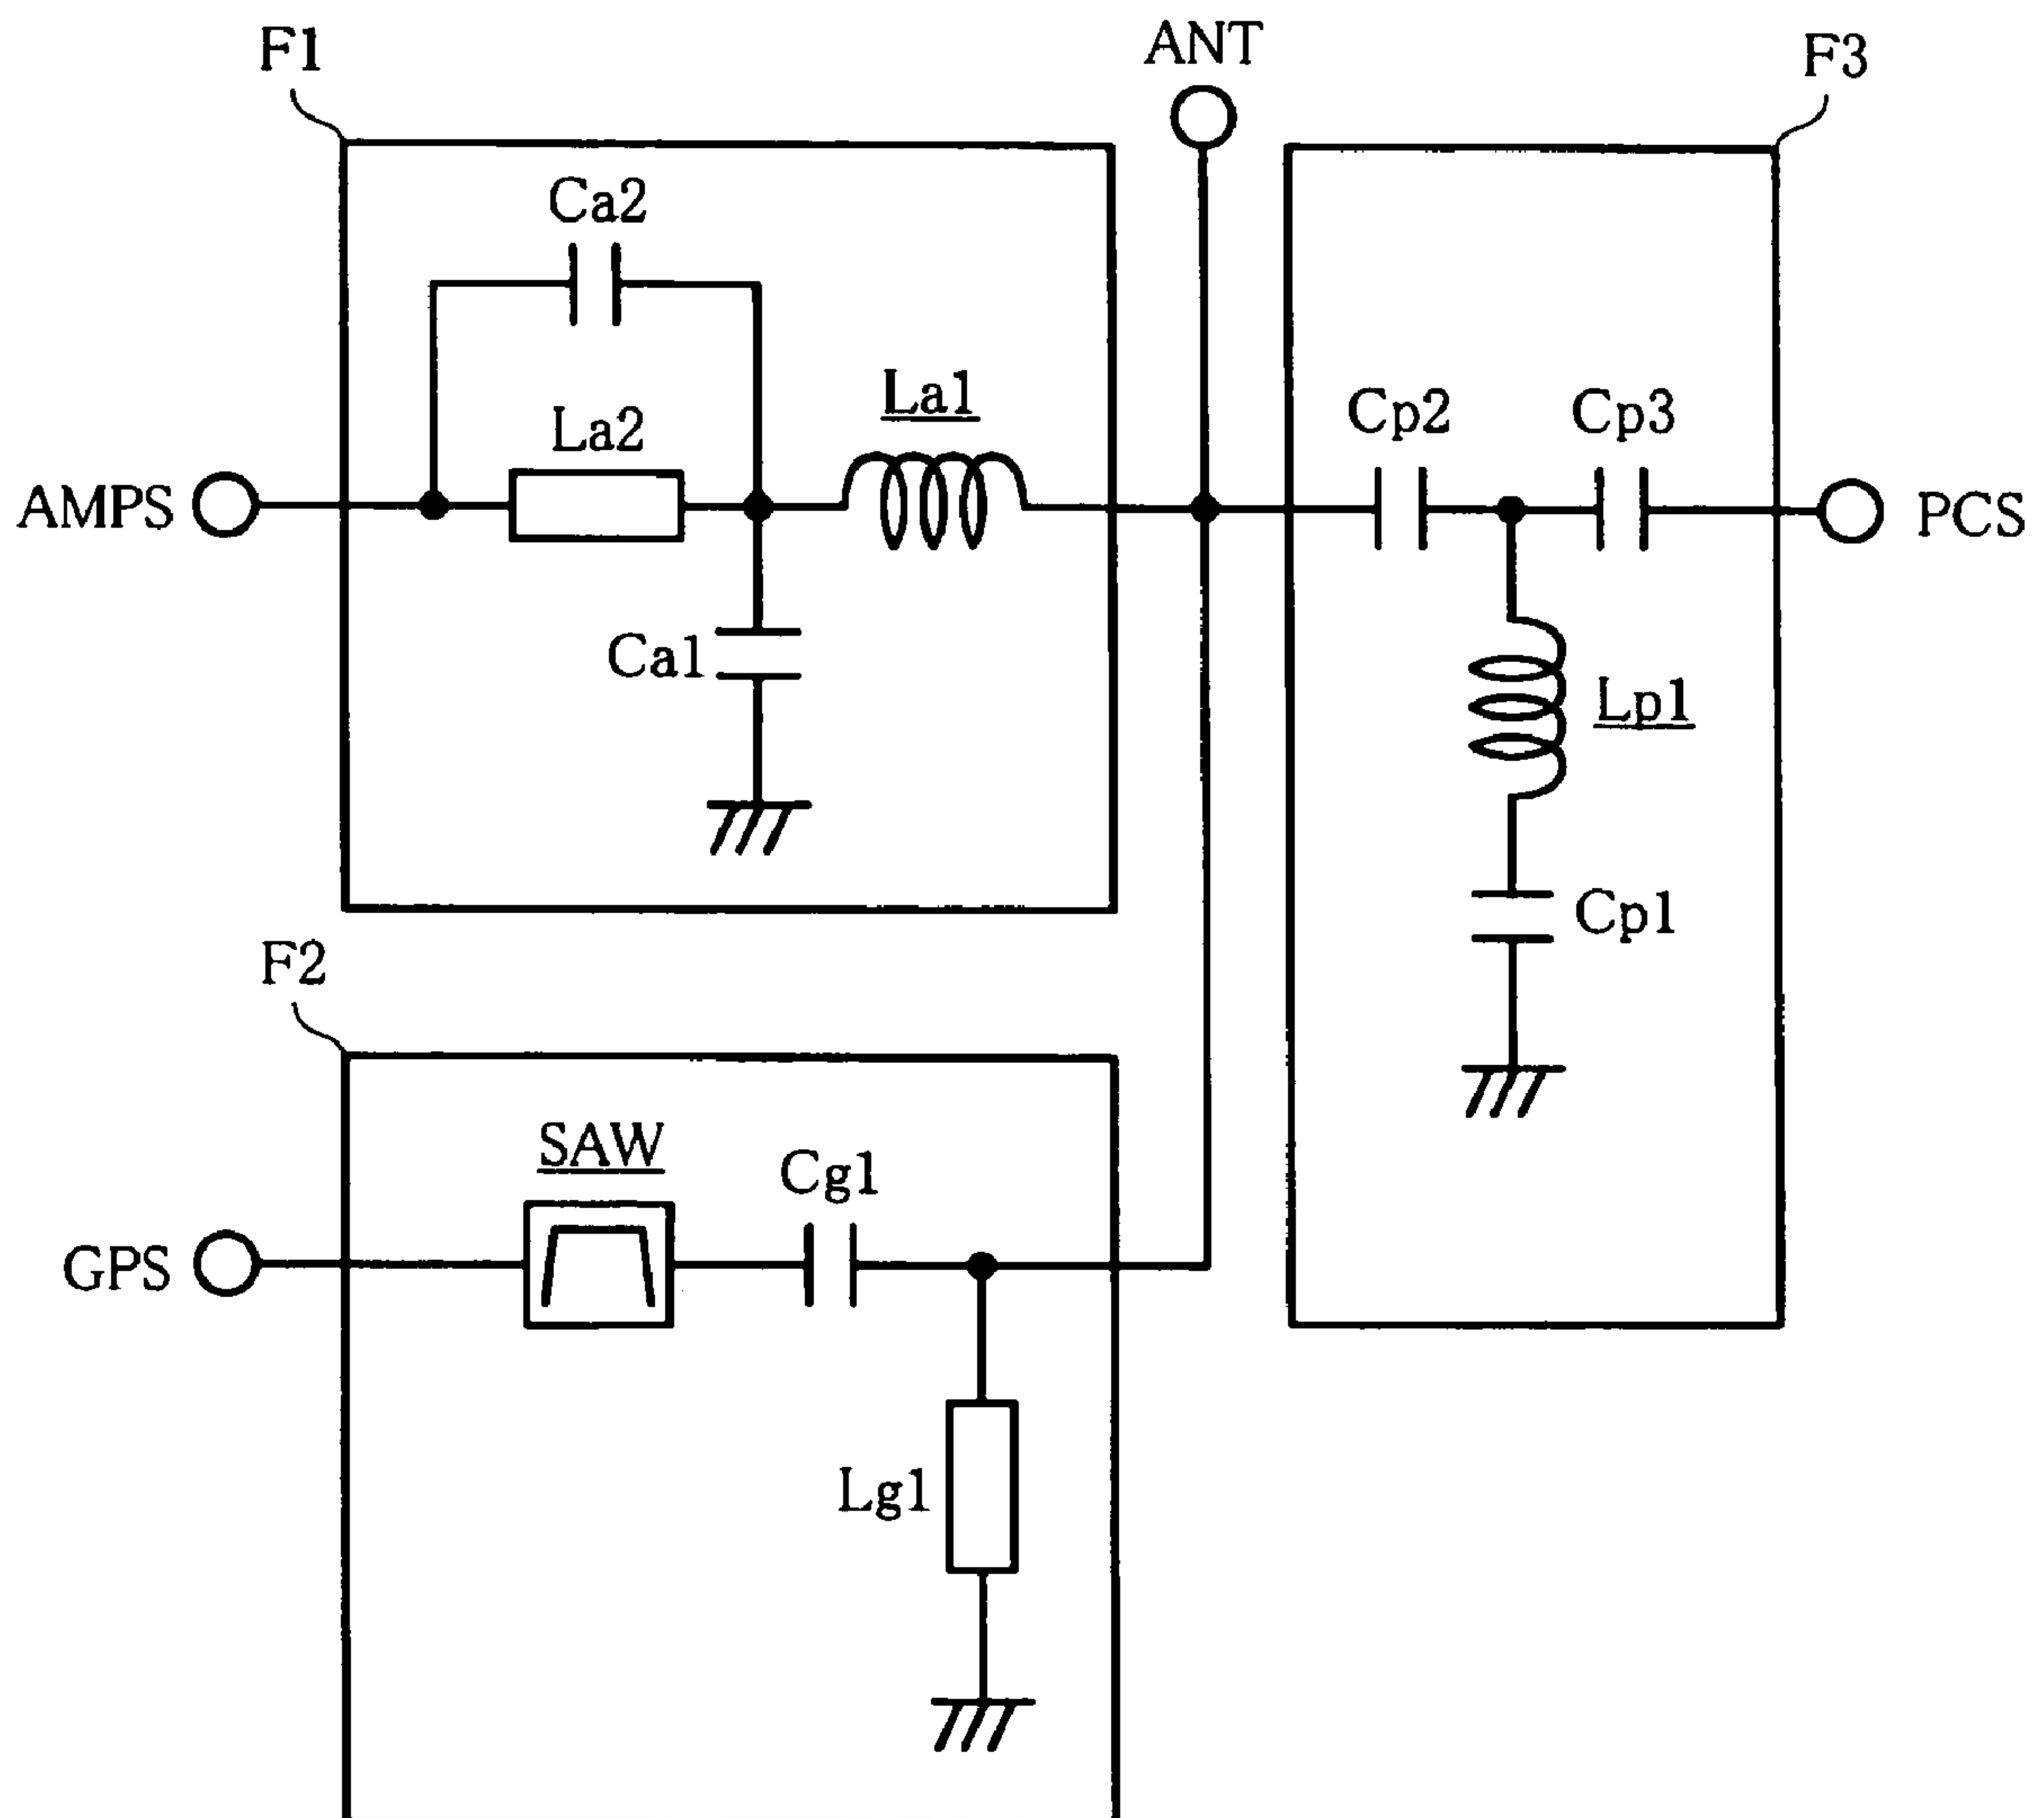 F1
ANT
F3
Ca2
La1
La2
Cp2
Cp3
AMPS
PCS
Ca1
Lp1
Cp1
F2
SAW
Cg1
GPS
Lg1